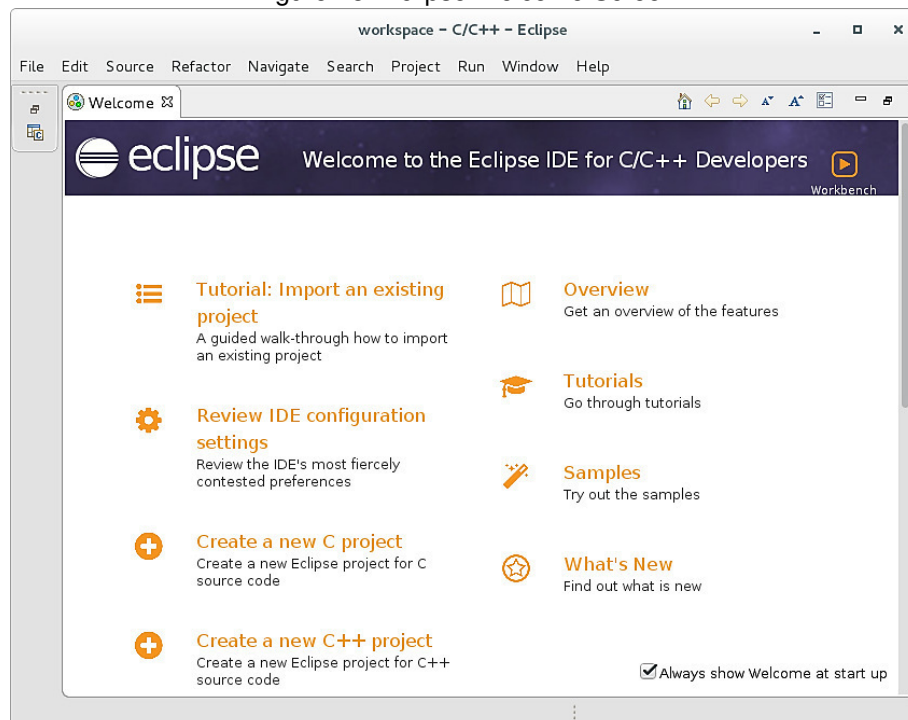 workspace – C/C++ – Eclipse
File Edit Source Refactor Navigate Search Project Run Window Help
Welcome
eclipse Welcome to the Eclipse IDE for C/C++ Developers
Workbench
Tutorial: Import an existing
project
A guided walk-through how to import
an existing project
Review IDE configuration
settings
Review the IDE's most fiercely
contested preferences
Create a new C project
Create a new Eclipse project for C
source code
Create a new C++ project
Create a new Eclipse project for C++
source code
Overview
Get an overview of the features
Tutorials
Go through tutorials
Samples
Try out the samples
What's New
Find out what is new
Always show Welcome at start up